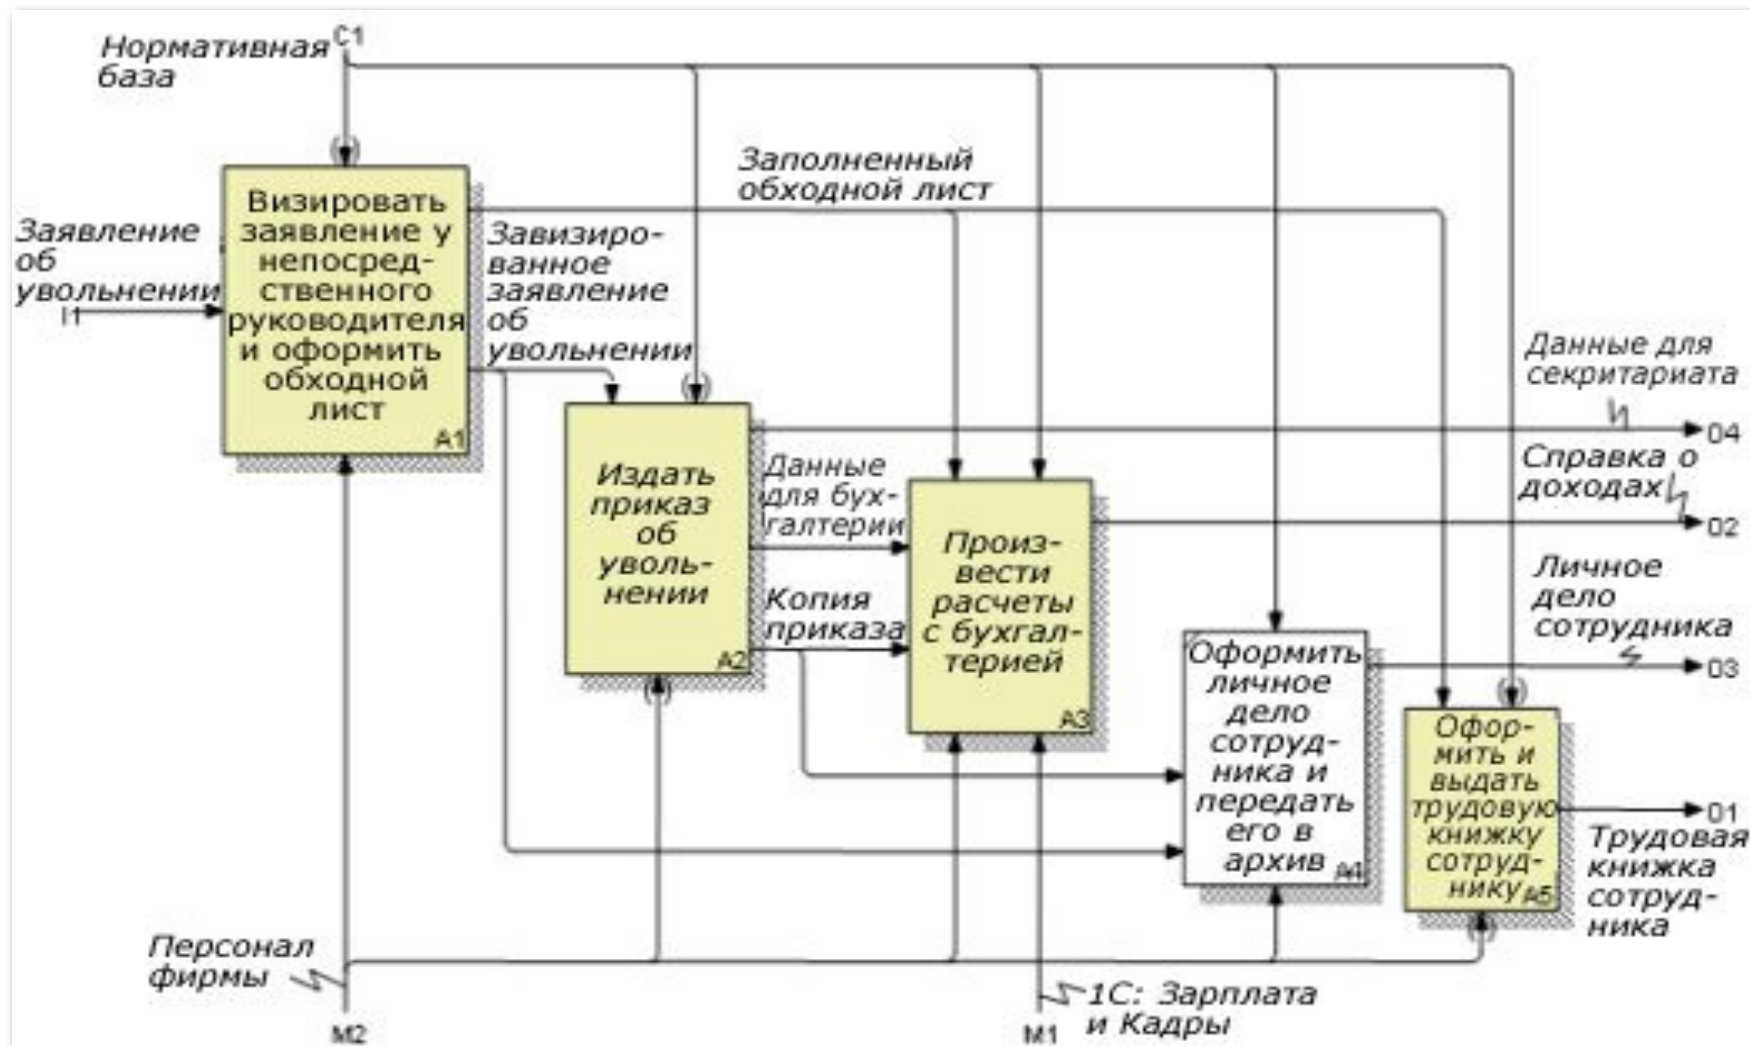 Нормативная
база
C1
Заполненный
обходной лист
Заявление
об
увольнении
I1
Визировать
заявление у
непосред-
ственного
руководителя
и оформить
обходной
лист
A1
Завизиро-
ванное
заявление
об
увольнении
Издать
приказ
об
уволь-
нении
A2
Данные
для бух-
галтерии
Копия
приказа
Произ-
вести
расчеты
с бухгал-
терией
A3
Оформить
личное
дело
сотруд-
ника и
передать
его в
архив
A4
Офор-
мить и
выдать
трудовую
книжку
сотруд-
нику
A5
Данные для
секритариата
O4
Справка о
доходах
O2
Личное
дело
сотрудника
O3
O1
Трудовая
книжка
сотруд-
ника
Персонал
фирмы
M2
1С: Зарплата
и Кадры
M1